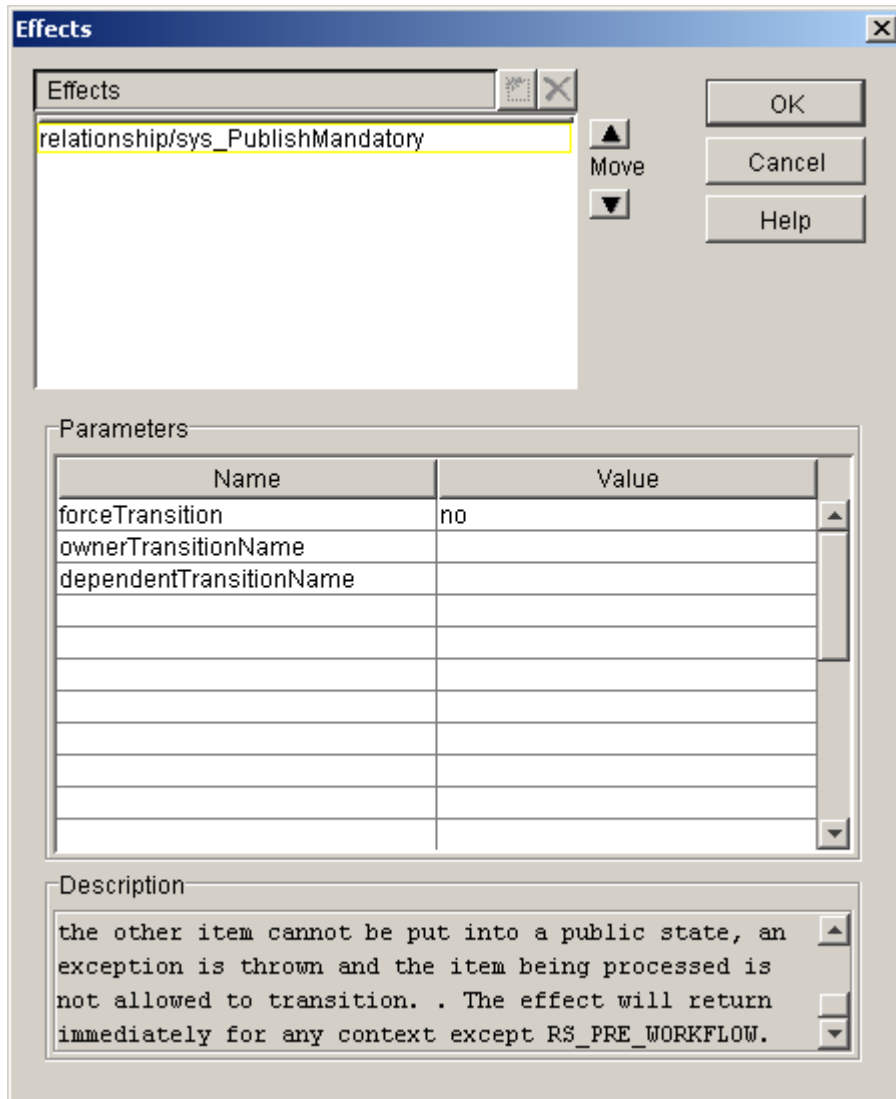 Effects
Effects
OK
relationship/sys_PublishMandatory
Move
Cancel
Help
Parameters
Name Value
forceTransition no
ownerTransitionName
dependentTransitionName
Description
the other item cannot be put into a public state, an
exception is thrown and the item being processed is
not allowed to transition. . The effect will return
immediately for any context except RS_PRE_WORKFLOW.